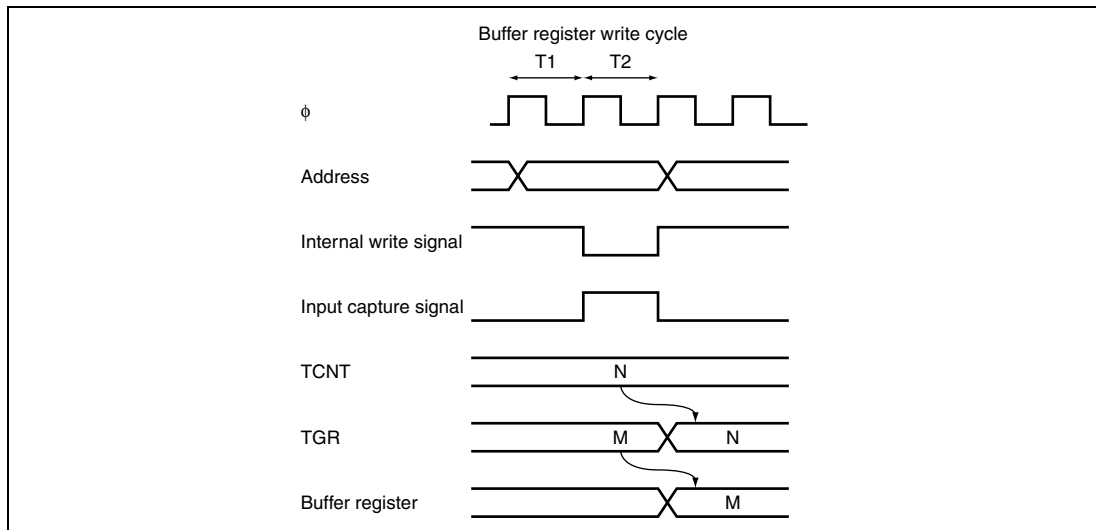 Buffer register write cycle
T1 T2
ϕ
Address
Internal write signal
Input capture signal
TCNT N
TGR M N
Buffer register M